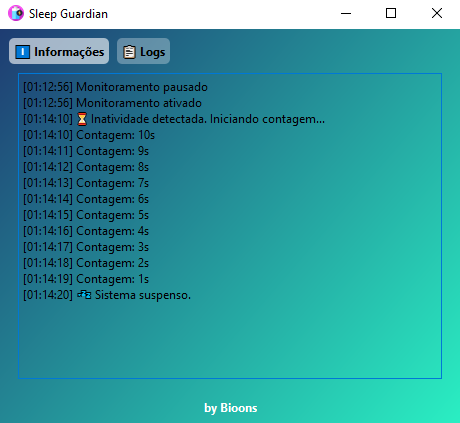 Sleep Guardian
Informações
Logs
[01:12:56] Monitoramento pausado
[01:12:56] Monitoramento ativado
[01:14:10] ⏳ Inatividade detectada. Iniciando contagem...
[01:14:10] Contagem: 10s
[01:14:11] Contagem: 9s
[01:14:12] Contagem: 8s
[01:14:13] Contagem: 7s
[01:14:14] Contagem: 6s
[01:14:15] Contagem: 5s
[01:14:16] Contagem: 4s
[01:14:17] Contagem: 3s
[01:14:18] Contagem: 2s
[01:14:19] Contagem: 1s
[01:14:20] 💤 Sistema suspenso.
by Bioons